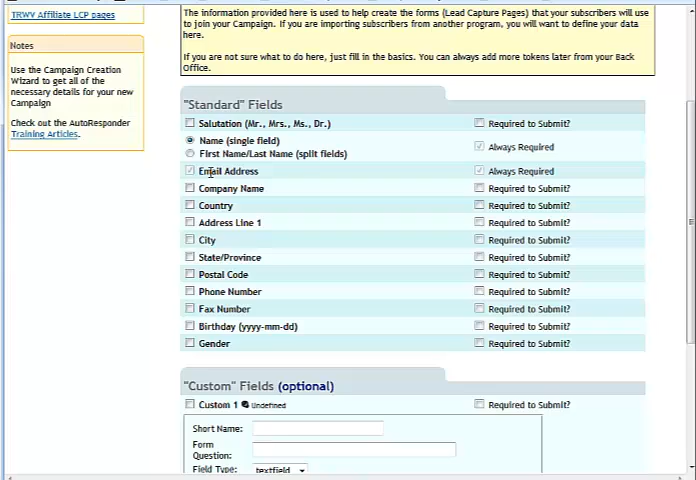 TRWV Affiliate LCP pages
Notes
Use the Campaign Creation
Wizard to get all of the
necessary details for your new
Campaign
Check out the AutoResponder
Training Articles.
The information provided here is used to help create the forms (Lead Capture Pages) that your subscribers will use
to join your Campaign. If you are importing subscribers from another program, you will want to define your data
here.
If you are not sure what to do here, just fill in the basics. You can always add more tokens later from your Back
Office.
"Standard" Fields
Salutation (Mr., Mrs., Ms., Dr.) Required to Submit?
Name (single field)
Always Required
First Name/Last Name (split fields)
Email Address Always Required
Company Name Required to Submit?
Country Required to Submit?
Address Line 1 Required to Submit?
City Required to Submit?
State/Province Required to Submit?
Postal Code Required to Submit?
Phone Number Required to Submit?
Fax Number Required to Submit?
Birthday (yyyy-mm-dd) Required to Submit?
Gender Required to Submit?
"Custom" Fields (optional)
Custom 1 Undefined Required to Submit?
Short Name:
Form
Question:
Field Type: textfield